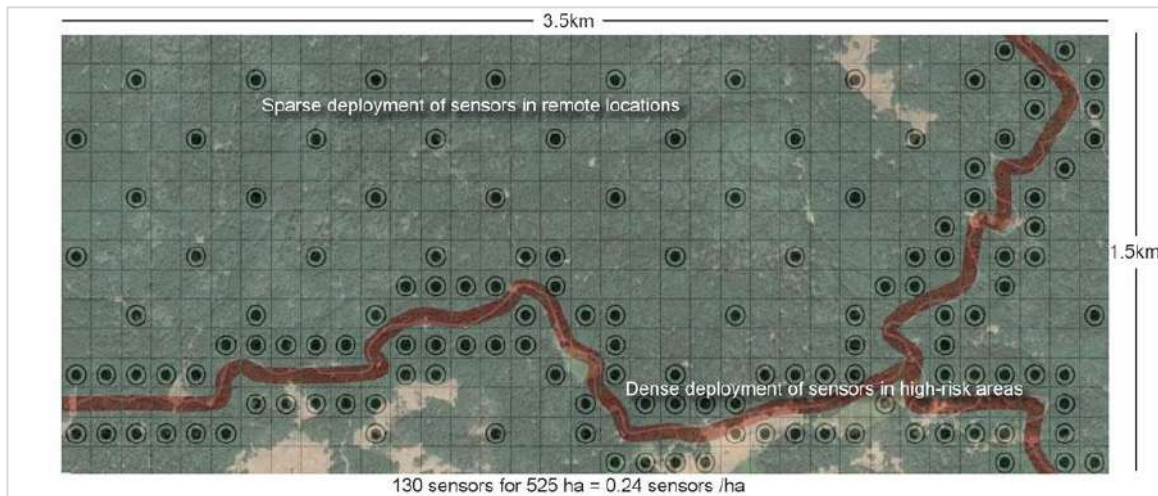 3.5km
Sparse deployment of sensors in remote locations
1.5km
Dense deployment of sensors in high-risk areas
130 sensors for 525 ha = 0.24 sensors /ha